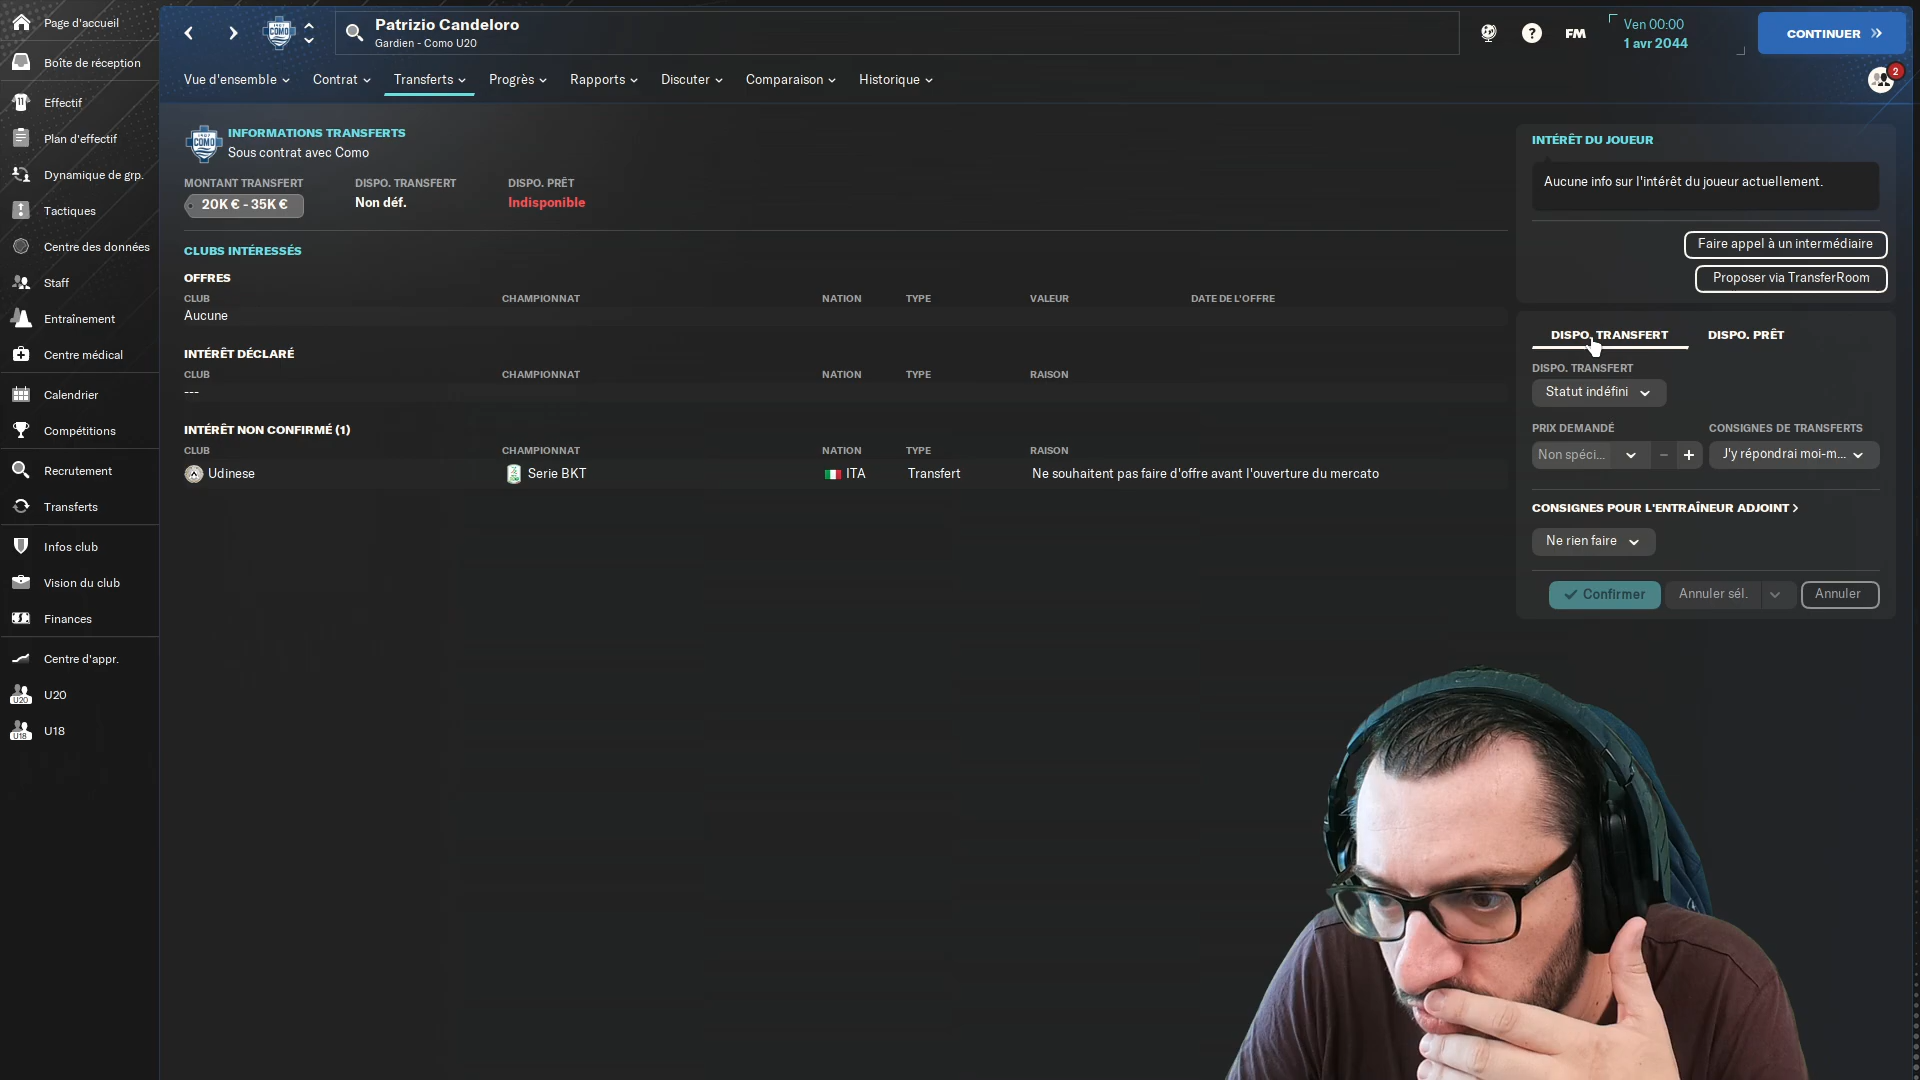 Page d'accueil
Boîte de réception
Effectif
Plan d'effectif
Dynamique de grp.
Tactiques
Centre des données
Staff
Entraînement
Centre médical
Calendrier
Compétitions
Recrutement
Transferts
Infos club
Vision du club
Finances
Centre d'appr.
U20
U18
COMO
Patrizio Candeloro
Gardien - Como U20
FM
Ven 00:00
1 avr 2044
CONTINUER
2
Vue d'ensemble
Contrat
Transferts
Progrès
Rapports
Discuter
Comparaison
Historique
INFORMATIONS TRANSFERTS
Sous contrat avec Como
MONTANT TRANSFERT
DISPO. TRANSFERT
DISPO. PRÊT
20K € - 35K €
Non déf.
Indisponible
CLUBS INTÉRESSÉS
OFFRES
CLUB CHAMPIONNAT NATION TYPE VALEUR DATE DE L'OFFRE
Aucune
INTÉRÊT DÉCLARÉ
CLUB CHAMPIONNAT NATION TYPE RAISON
---
INTÉRÊT NON CONFIRMÉ (1)
CLUB CHAMPIONNAT NATION TYPE RAISON
Udinese Serie BKT ITA Transfert Ne souhaitent pas faire d'offre avant l'ouverture du mercato
INTÉRÊT DU JOUEUR
Aucune info sur l'intérêt du joueur actuellement.
Faire appel à un intermédiaire
Proposer via TransferRoom
DISPO. TRANSFERT
DISPO. PRÊT
DISPO. TRANSFERT
Statut indéfini
PRIX DEMANDÉ
CONSIGNES DE TRANSFERTS
Non spéci...
J'y répondrai moi-m...
CONSIGNES POUR L'ENTRAÎNEUR ADJOINT >
Ne rien faire
Confirmer
Annuler sél.
Annuler